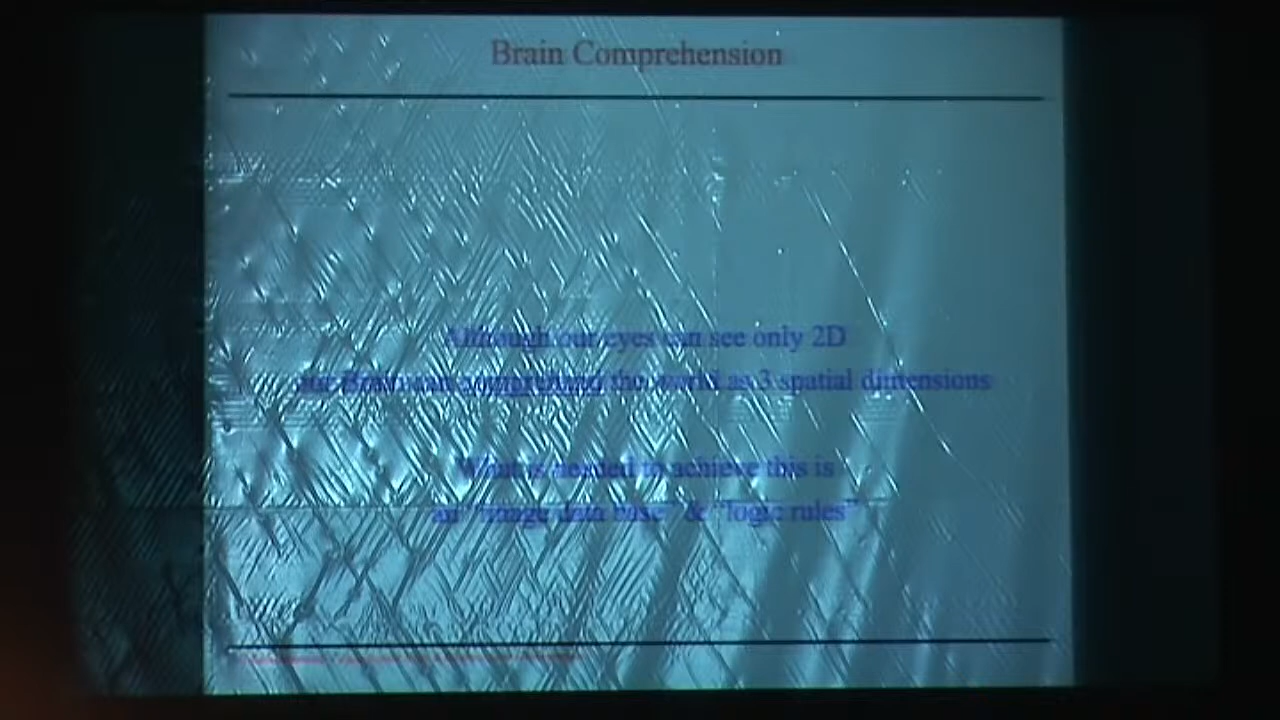 Brain Comprehension
Although our eyes can see only 2D
our Brain can comprehend the world as 3 spatial dimensions
What is needed to achieve this is
an "image data base" & "logic rules"